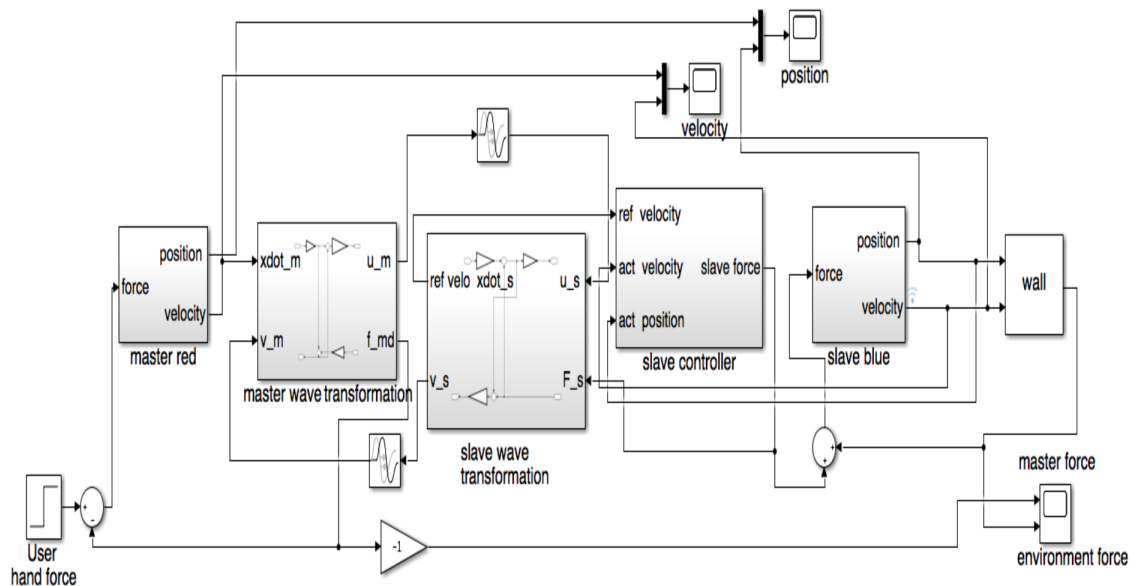 position
velocity
ref velocity
position
xdot_m
u_m
ref velo
xdot_s
u_s
act velocity
slave force
position
force
force
wall
velocity
velocity
act position
v_m
f_md
master red
slave controller
slave blue
v_s
F_s
master wave transformation
slave wave
transformation
master force
+
-
+
+
-1
User
hand force
environment force